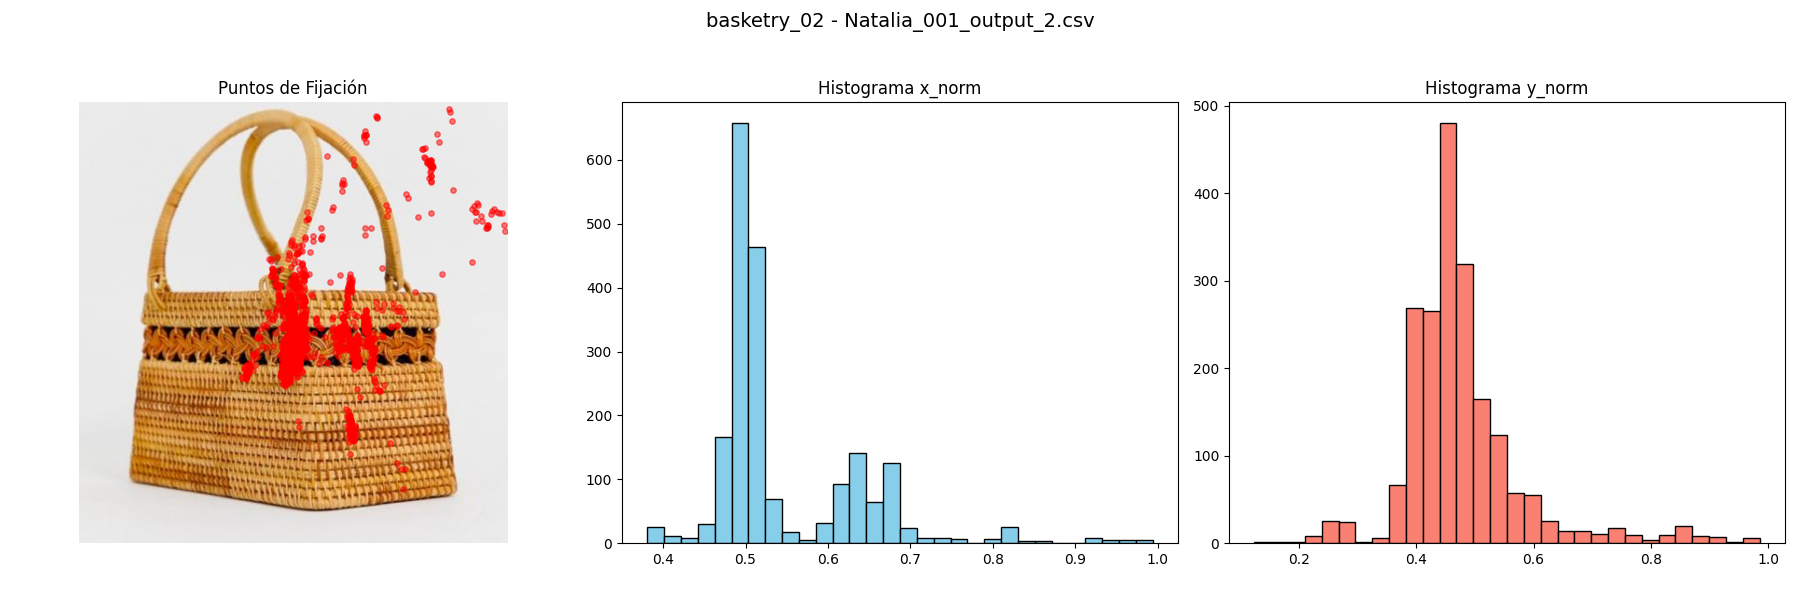 basketry_02 - Natalia_001_output_2.csv
Puntos de Fijación
Histograma x_norm
Histograma y_norm
600
500
400
300
200
100
0
0.4 0.5 0.6 0.7 0.8 0.9 1.0
500
400
300
200
100
0
0.2 0.4 0.6 0.8 1.0